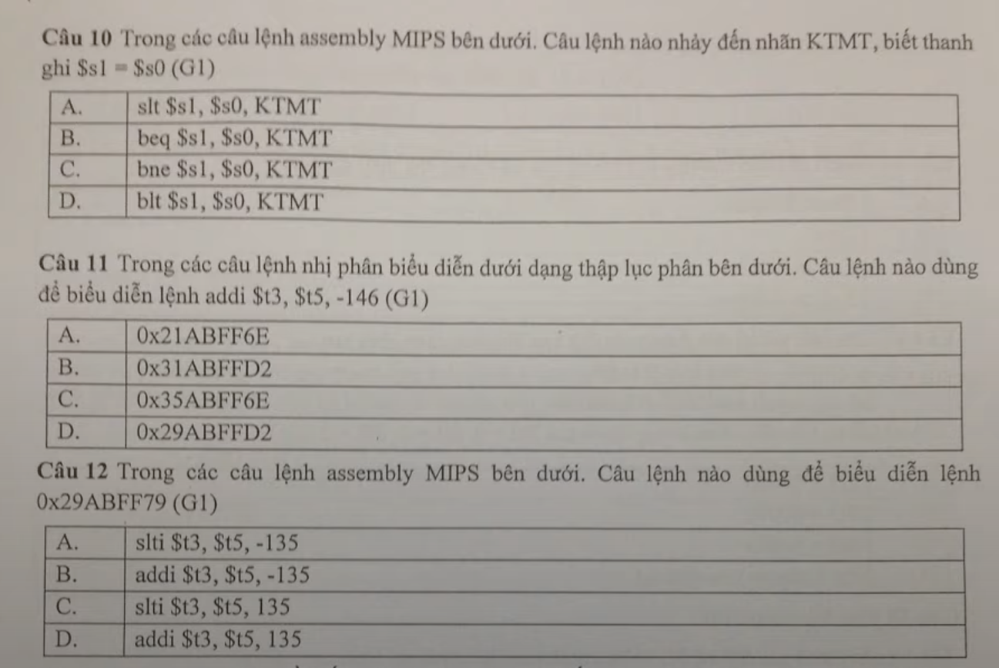 Câu 10 Trong các câu lệnh assembly MIPS bên dưới. Câu lệnh nào nhảy đến nhãn KTMT, biết thanh
ghi $s1 = $s0 (G1)
A. slt $s1, $s0, KTMT
B. beq $s1, $s0, KTMT
C. bne $s1, $s0, KTMT
D. blt $s1, $s0, KTMT
Câu 11 Trong các câu lệnh nhị phân biểu diễn dưới dạng thập lục phân bên dưới. Câu lệnh nào dùng
để biểu diễn lệnh addi $t3, $t5, -146 (G1)
A. 0x21ABFF6E
B. 0x31ABFFD2
C. 0x35ABFF6E
D. 0x29ABFFD2
Câu 12 Trong các câu lệnh assembly MIPS bên dưới. Câu lệnh nào dùng để biểu diễn lệnh
0x29ABFF79 (G1)
A. slti $t3, $t5, -135
B. addi $t3, $t5, -135
C. slti $t3, $t5, 135
D. addi $t3, $t5, 135